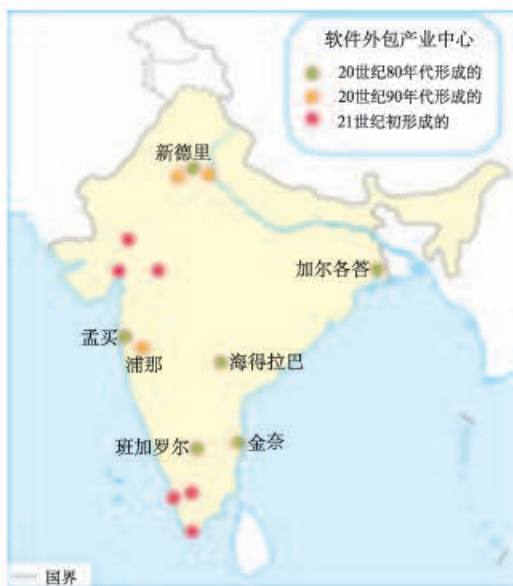 软件外包产业中心
20世纪80年代形成的
20世纪90年代形成的
21世纪初形成的
新德里
加尔各答
孟买
浦那
海得拉巴
班加罗尔
金奈
国界